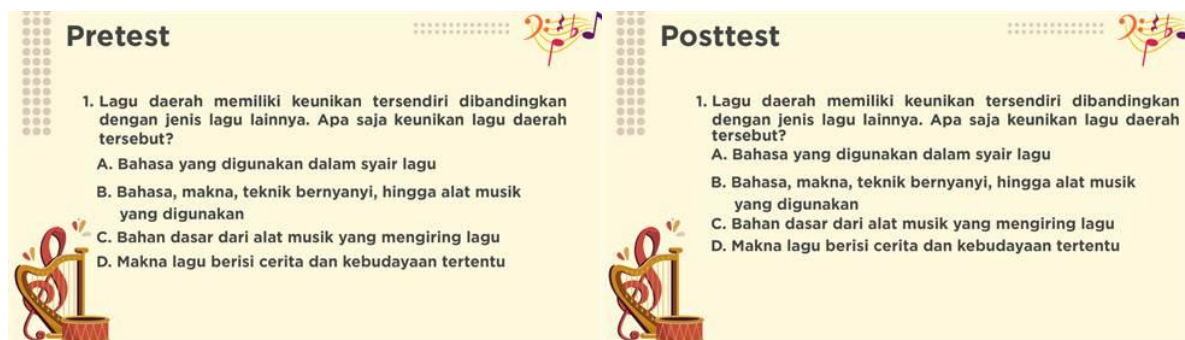 Pretest
1. Lagu daerah memiliki keunikan tersendiri dibandingkan
dengan jenis lagu lainnya. Apa saja keunikan lagu daerah
tersebut?
A. Bahasa yang digunakan dalam syair lagu
B. Bahasa, makna, teknik bernyanyi, hingga alat musik
yang digunakan
C. Bahan dasar dari alat musik yang mengiring lagu
D. Makna lagu berisi cerita dan kebudayaan tertentu
Posttest
1. Lagu daerah memiliki keunikan tersendiri dibandingkan
dengan jenis lagu lainnya. Apa saja keunikan lagu daerah
tersebut?
A. Bahasa yang digunakan dalam syair lagu
B. Bahasa, makna, teknik bernyanyi, hingga alat musik
yang digunakan
C. Bahan dasar dari alat musik yang mengiring lagu
D. Makna lagu berisi cerita dan kebudayaan tertentu